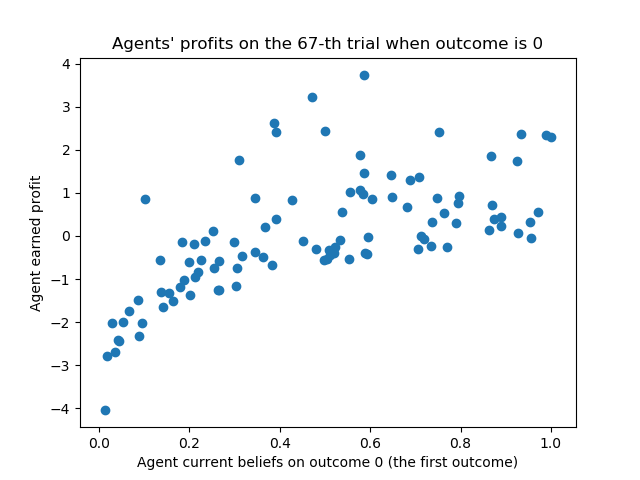 Agents' profits on the 67-th trial when outcome is 0
4
3
2
1
0
−1
−2
−3
−4
Agent earned profit
0.0 0.2 0.4 0.6 0.8 1.0
Agent current beliefs on outcome 0 (the first outcome)